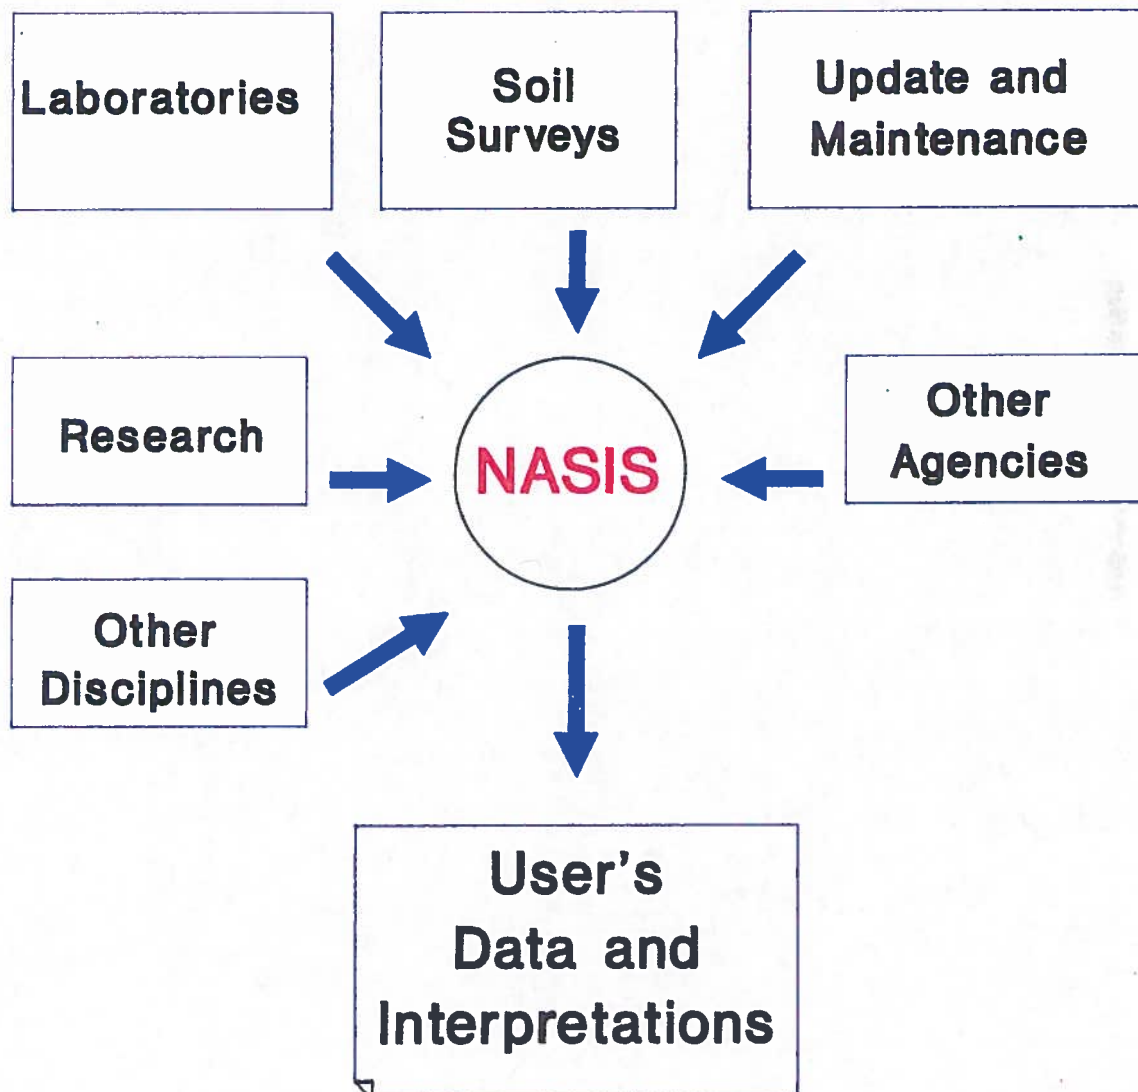 Laboratories
Soil
Surveys
Update and
Maintenance
Research
NASIS
Other
Agencies
Other
Disciplines
User's
Data and
Interpretations